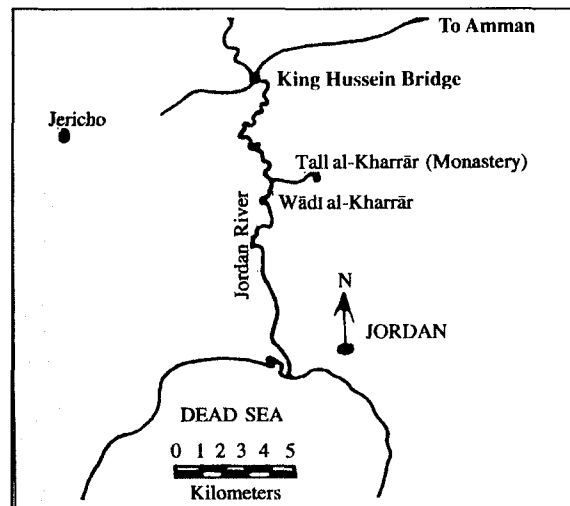 To Amman
King Hussein Bridge
Jericho
Tall al-Kharrār (Monastery)
Wādī al-Kharrār
Jordan River
N
JORDAN
DEAD SEA
0 1 2 3 4 5
Kilometers